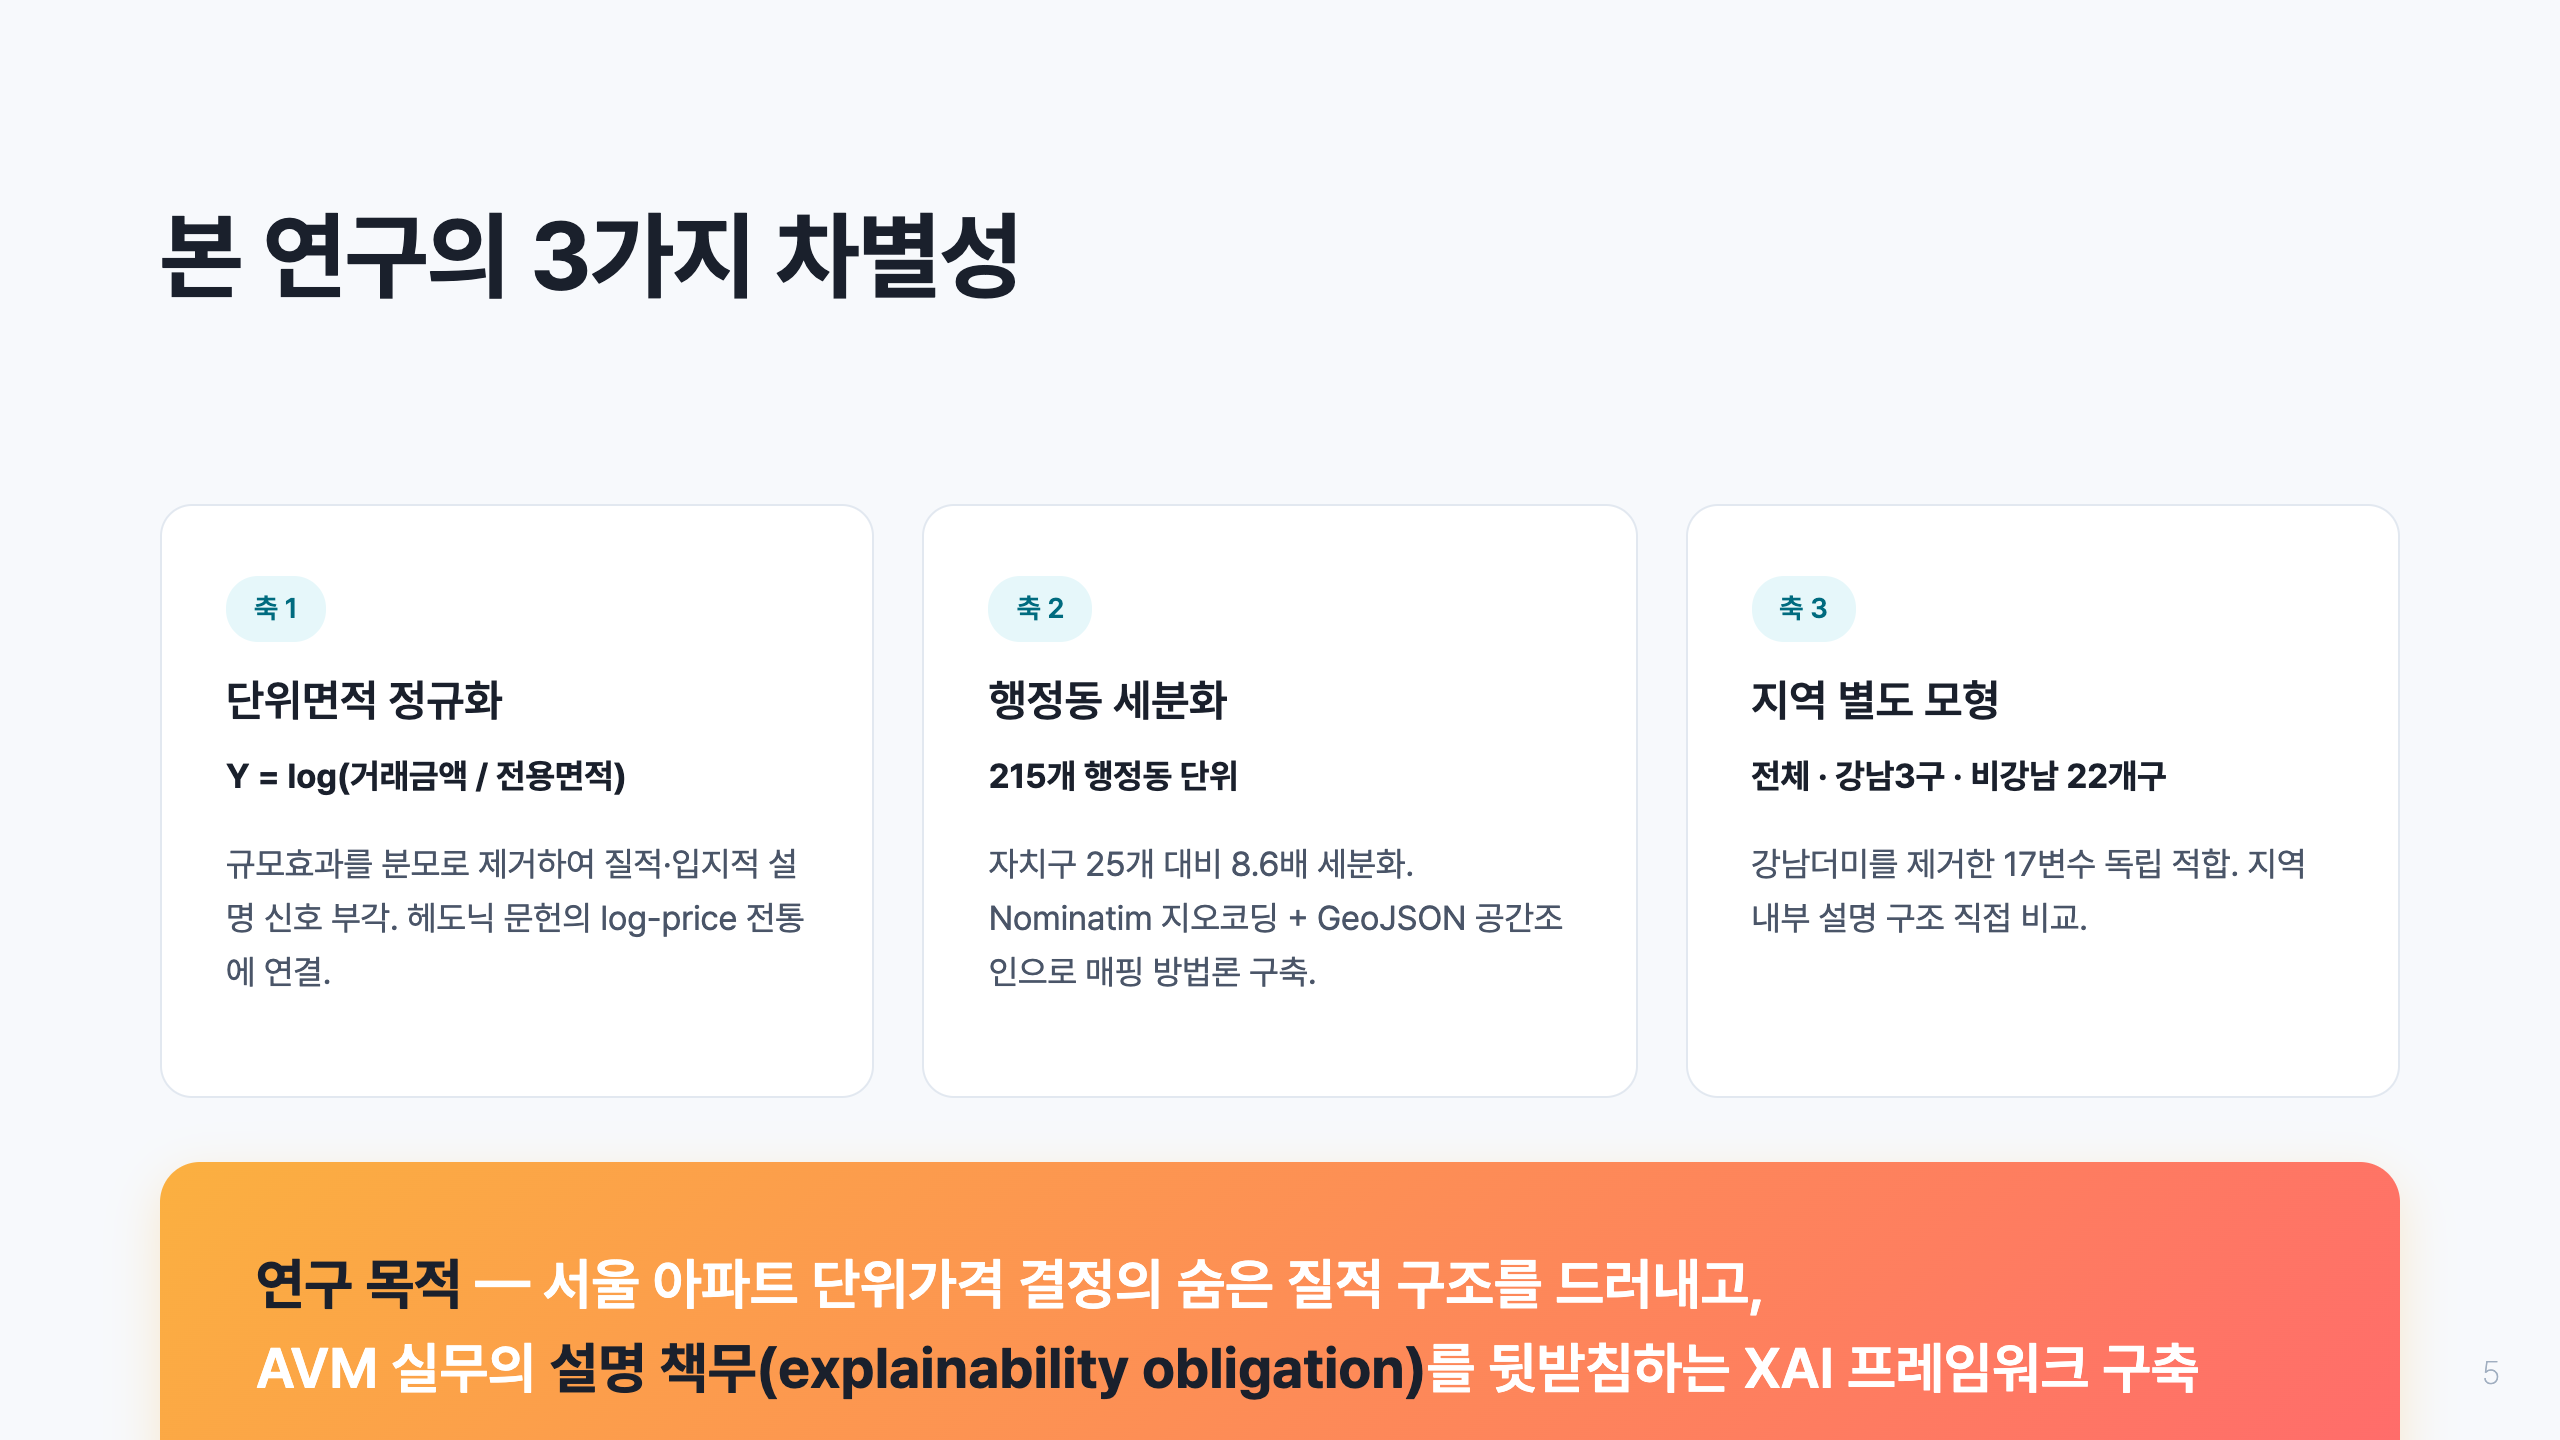 본 연구의 3가지 차별성
축 1
단위면적 정규화
Y = log(거래금액 / 전용면적)
규모효과를 분모로 제거하여 질적·입지적 설
명 신호 부각. 헤도닉 문헌의 log-price 전통
에 연결.
축 2
행정동 세분화
215개 행정동 단위
자치구 25개 대비 8.6배 세분화.
Nominatim 지오코딩 + GeoJSON 공간조
인으로 매핑 방법론 구축.
축 3
지역 별도 모형
전체 · 강남3구 · 비강남 22개구
강남더미를 제거한 17변수 독립 적합. 지역
내부 설명 구조 직접 비교.
연구 목적 — 서울 아파트 단위가격 결정의 숨은 질적 구조를 드러내고,
AVM 실무의 설명 책무(explainability obligation)를 뒷받침하는 XAI 프레임워크 구축
5